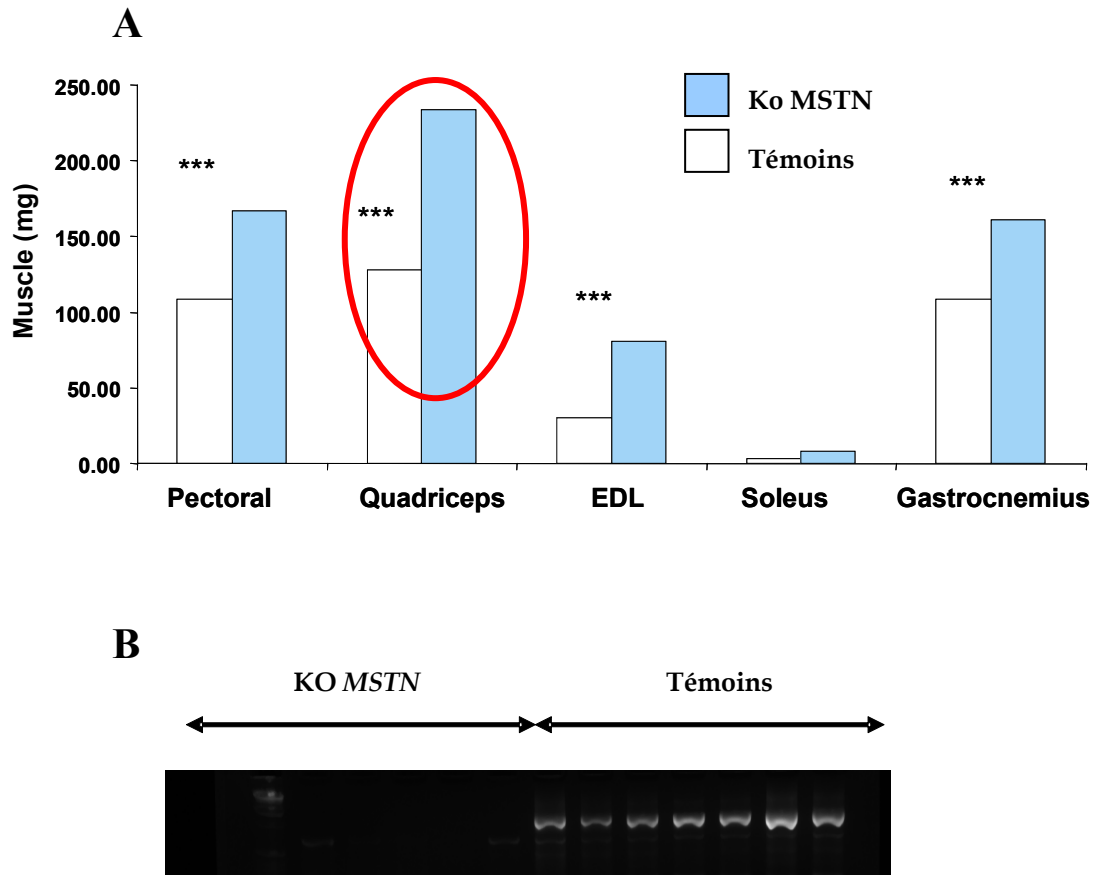 A
250.00
200.00
150.00
100.00
50.00
0.00
Muscle (mg)
***
***
***
***
Ko MSTN
Témoins
Pectoral Quadriceps EDL Soleus Gastrocnemius
B
KO MSTN Témoins